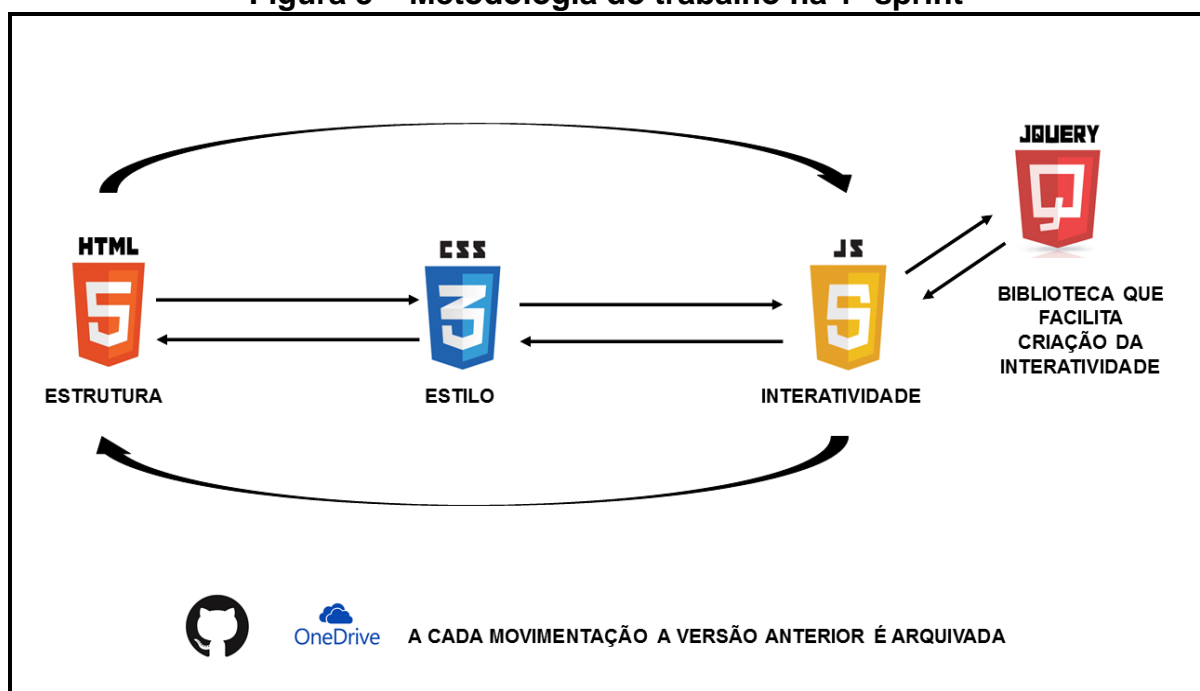 JQUERY
HTML
CSS
JS
BIBLIOTECA QUE
FACILITA
CRIAÇÃO DA
INTERATIVIDADE
ESTRUTURA
ESTILO
INTERATIVIDADE
OneDrive
A CADA MOVIMENTAÇÃO A VERSÃO ANTERIOR É ARQUIVADA